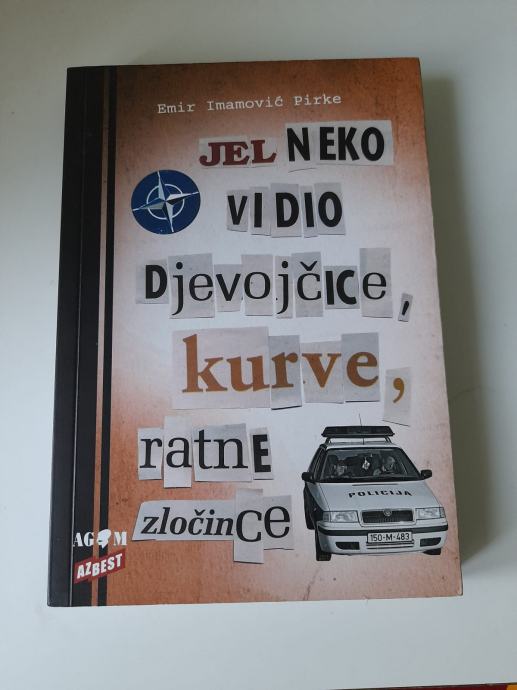 Emir Imamović Pirke
JEL NEKO
VIDIO
DJevojčICe,
kurve,
ratnE
zločinCe
POLICIJA
150-M-483
AGM
AZBEST